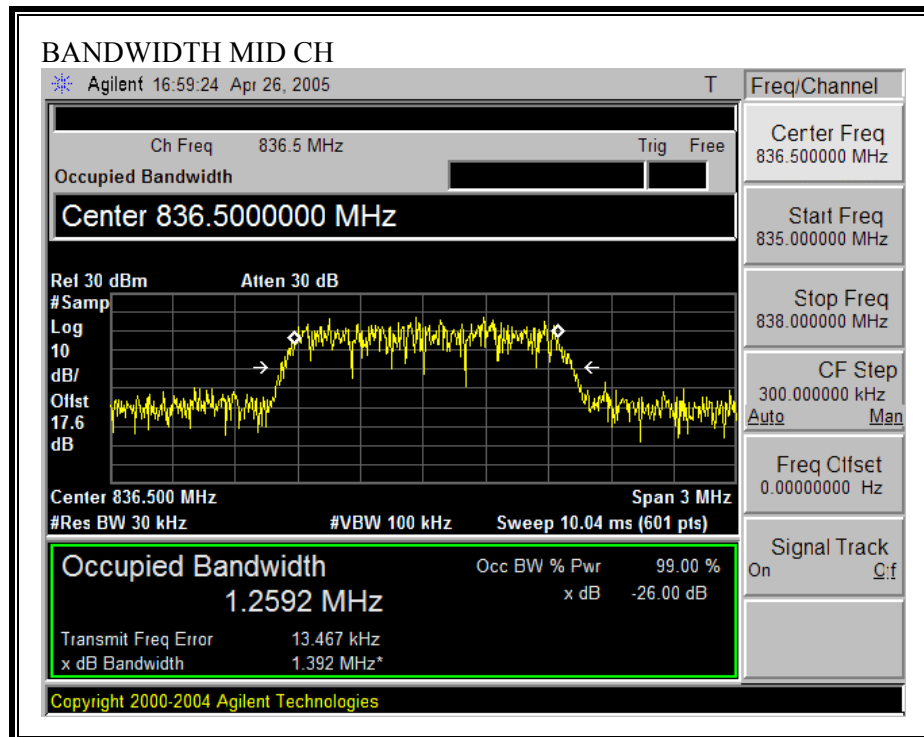 BANDWIDTH MID CH
Agilent 16:59:24 Apr 26, 2005 T
Freq/Channel
Ch Freq 836.5 MHz Trig Free
Occupied Bandwidth
Center 836.5000000 MHz
Center Freq
836.500000 MHz
Start Freq
835.000000 MHz
Stop Freq
838.000000 MHz
CF Step
300.000000 kHz
Auto Man
Freq Offset
0.00000000 Hz
Signal Track
On Off
Ref 30 dBm Atten 30 dB
#Samp
Log
10
dB/
Offst
17.6
dB
Center 836.500 MHz Span 3 MHz
#Res BW 30 kHz #VBW 100 kHz Sweep 10.04 ms (601 pts)
Occupied Bandwidth Occ BW % Pwr 99.00 %
1.2592 MHz x dB -26.00 dB
Transmit Freq Error 13.467 kHz
x dB Bandwidth 1.392 MHz*
Copyright 2000-2004 Agilent Technologies